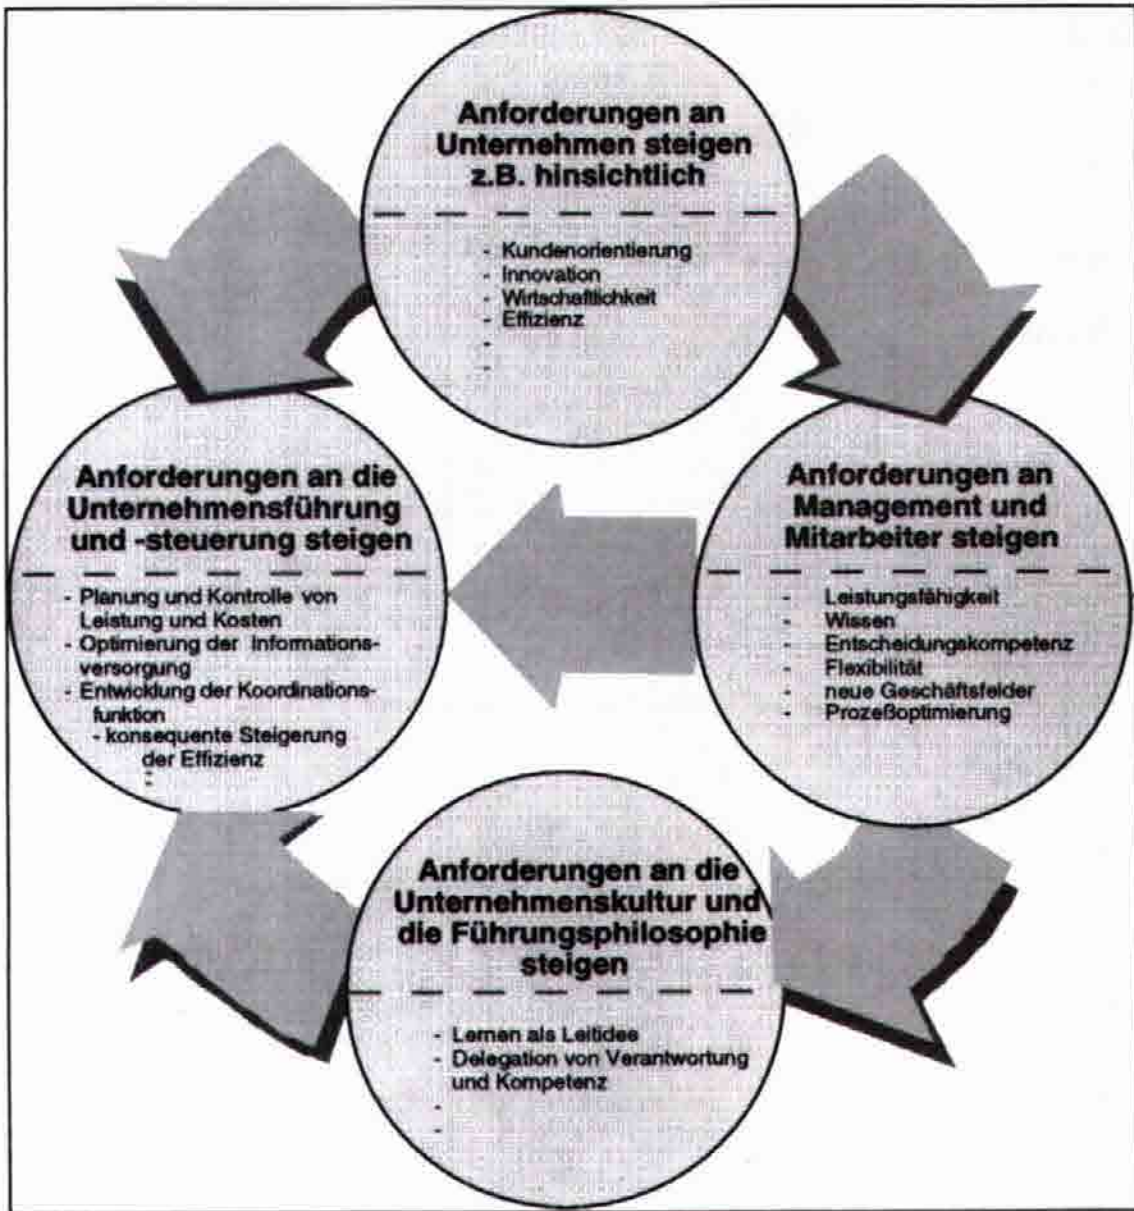 Anforderungen an
Unternehmen steigen
z.B. hinsichtlich
- Kundenorientierung
- Innovation
- Wirtschaftlichkeit
- Effizienz
-
-
Anforderungen an die
Unternehmensführung
und -steuerung steigen
- Planung und Kontrolle von
Leistung und Kosten
- Optimierung der Informations-
versorgung
- Entwicklung der Koordinations-
funktion
- konsequente Steigerung
der Effizienz
-
-
Anforderungen an
Management und
Mitarbeiter steigen
- Leistungsfähigkeit
- Wissen
- Entscheidungskompetenz
- Flexibilität
- neue Geschäftsfelder
- Prozeßoptimierung
Anforderungen an die
Unternehmenskultur und
die Führungsphilosophie
steigen
- Lernen als Leitidee
- Delegation von Verantwortung
und Kompetenz
-
-